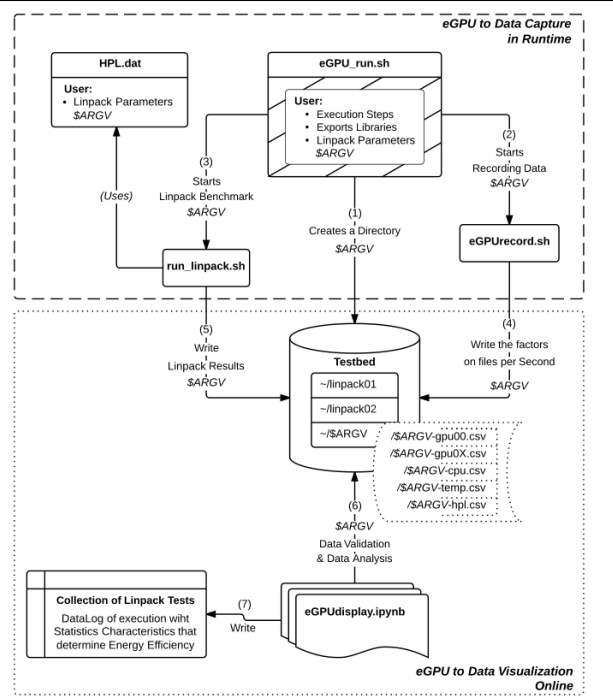 eGPU to Data Capture
in Runtime
HPL.dat
User:
• Linpack Parameters
$ARGV
eGPU_run.sh
User:
• Execution Steps
• Exports Libraries
• Linpack Parameters
$ARGV
(3)
Starts
Linpack Benchmark
$ARGV
(2)
Starts
Recording Data
$ARGV
(Uses)
(1)
Creates a Directory
$ARGV
run_linpack.sh
eGPUrecord.sh
(5)
Write
Linpack Results
$ARGV
(4)
Write the factors
on files per Second
$ARGV
Testbed
~/linpack01
~/linpack02
~/$ARGV
/$ARGV-gpu00.csv
/$ARGV-gpu0X.csv
/$ARGV-cpu.csv
/$ARGV-temp.csv
/$ARGV-hpl.csv
(6)
$ARGV
Data Validation
& Data Analysis
Collection of Linpack Tests
DataLog of execution wiht
Statistics Characteristics that
determine Energy Efficiency
(7)
Write
eGPUdisplay.ipynb
eGPU to Data Visualization
Online